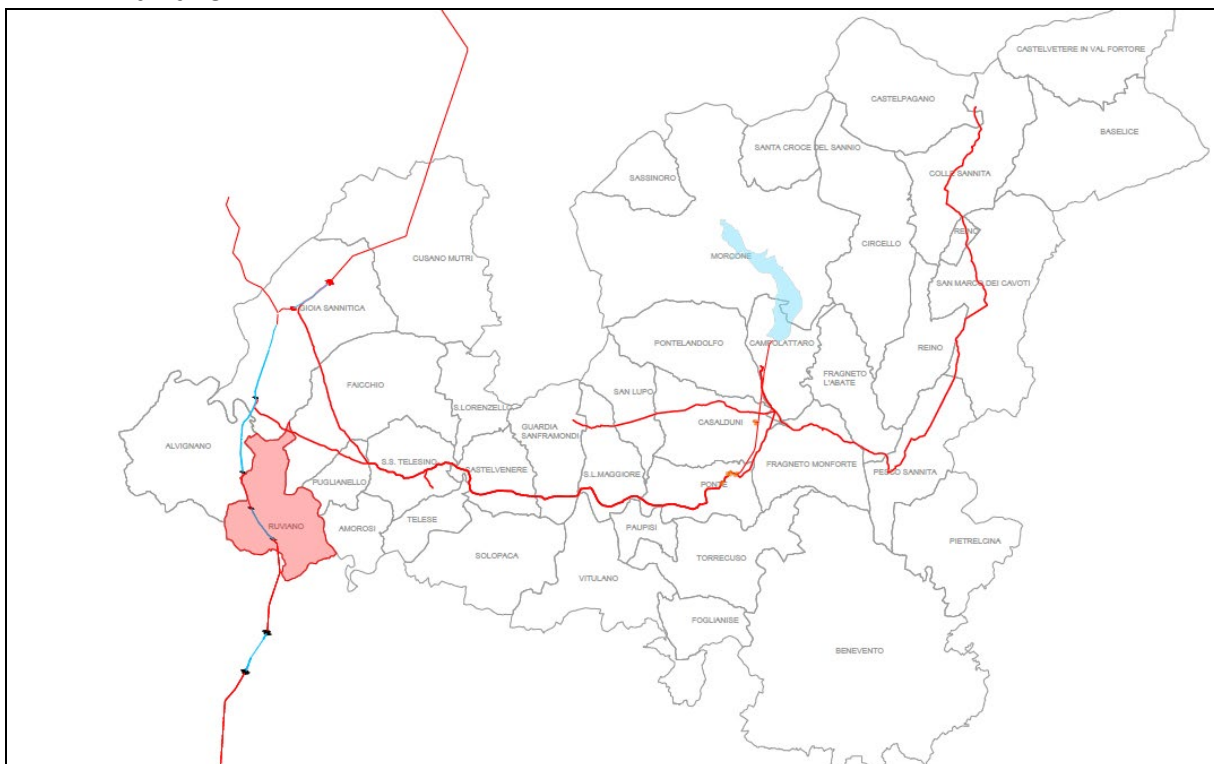 CASTELVETERE IN VAL FORTORE
CASTELPAGANO
BASELICE
SANTA CROCE DEL SANNIO
SASSINORO
COLLE SANNITA
REINO
CIRCELLO
MORCONE
CUSANO MUTRI
SAN MARCO DEI CAVOTI
GIOIA SANNITICA
PONTELANDOLFO
CAMPOLATTARO
REINO
FRAGNETO
L'ABATE
FAICCHIO
SAN LUPO
S.LORENZELLO
GUARDIA
SANFRAMONDI
CASALDUNI
ALVIGNANO
S.S. TELESINO
CASTELVENERE
S.L.MAGGIORE
FRAGNETO MONFORTE
PESCO SANNITA
PUGLIANELLO
PONTE
RUVIANO
AMOROSI
TELESE
PAUPISI
PIETRELCINA
SOLOPACA
TORRECUSO
VITULANO
FOGLIANISE
BENEVENTO